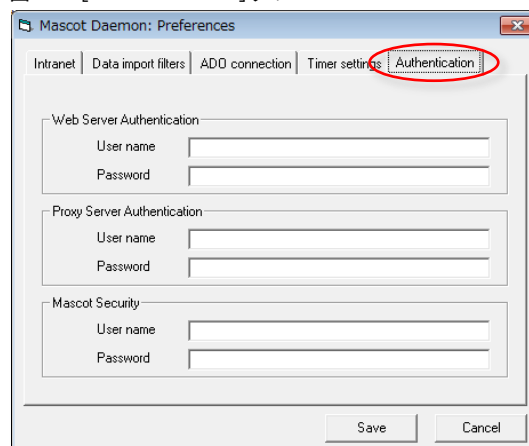 Mascot Daemon: Preferences
Intranet Data import filters ADO connection Timer settings Authentication
Web Server Authentication
User name
Password
Proxy Server Authentication
User name
Password
Mascot Security
User name
Password
Save Cancel